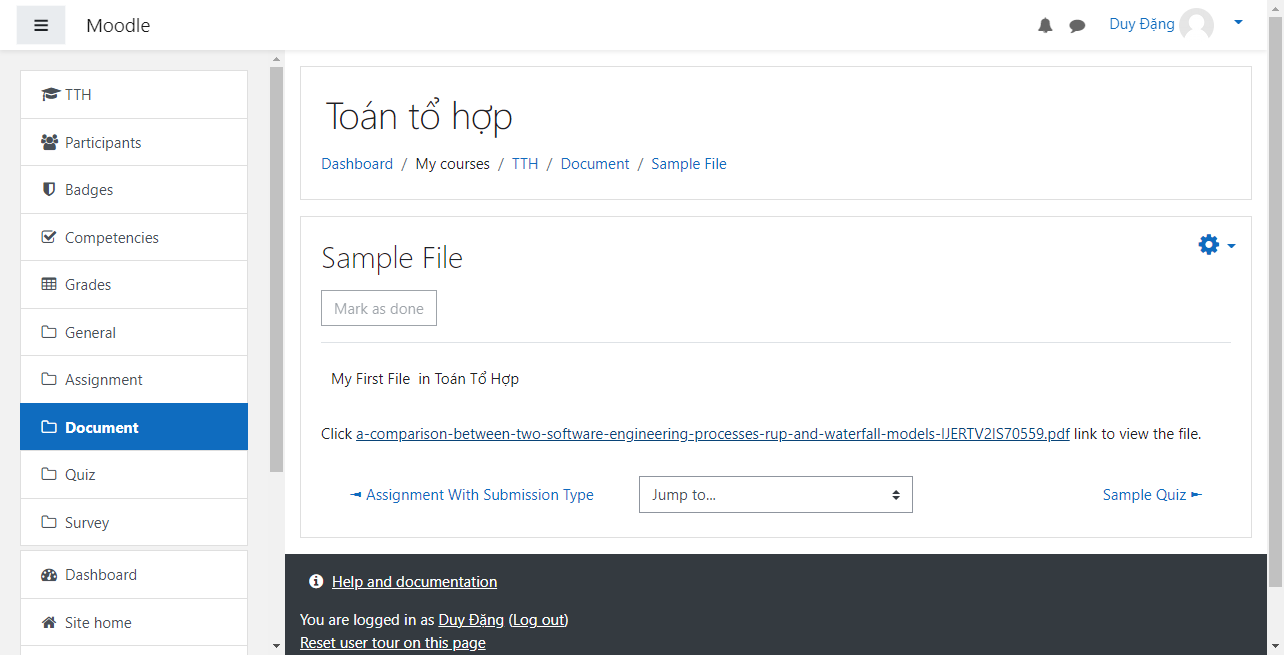 Moodle
Duy Đặng
TTH
Participants
Badges
Competencies
Grades
General
Assignment
Document
Quiz
Survey
Dashboard
Site home
Toán tổ hợp
Dashboard / My courses / TTH / Document / Sample File
Sample File
Mark as done
My First File in Toán Tổ Hợp
Click a-comparison-between-two-software-engineering-processes-rup-and-waterfall-models-IJERTV2IS70559.pdf link to view the file.
◄ Assignment With Submission Type
Jump to...
Sample Quiz ►
Help and documentation
You are logged in as Duy Đặng (Log out)
Reset user tour on this page